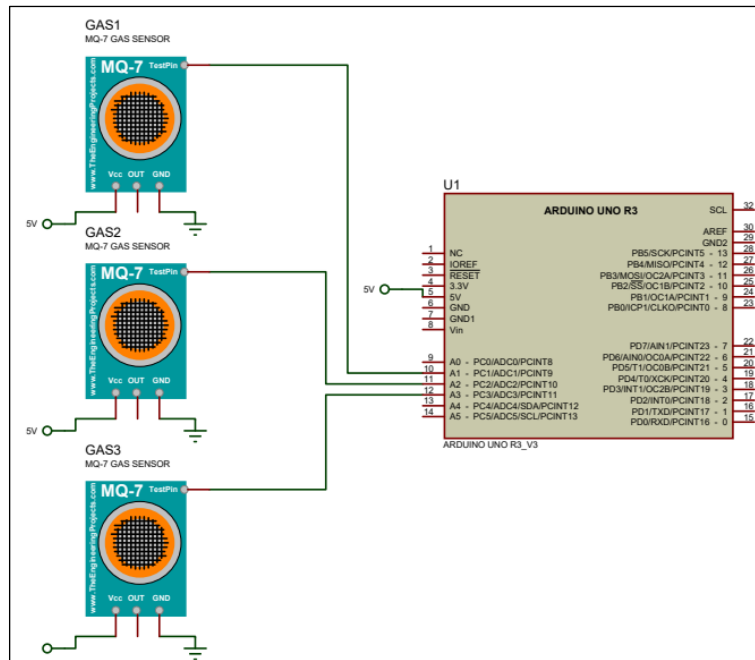 GAS1
MQ-7 GAS SENSOR
MQ-7 TestPin
www.TheEngineeringProjects.com
Vcc OUT GND
5V
GAS2
MQ-7 GAS SENSOR
MQ-7 TestPin
www.TheEngineeringProjects.com
Vcc OUT GND
5V
GAS3
MQ-7 GAS SENSOR
MQ-7 TestPin
www.TheEngineeringProjects.com
Vcc OUT GND
U1
ARDUINO UNO R3
5V
1 NC
2 IOREF
3 RESET
4 3.3V
5 5V
6 GND
7 GND1
8 Vin
9 A0 - PC0/ADC0/PCINT8
10 A1 - PC1/ADC1/PCINT9
11 A2 - PC2/ADC2/PCINT10
12 A3 - PC3/ADC3/PCINT11
13 A4 - PC4/ADC4/SDA/PCINT12
14 A5 - PC5/ADC5/SCL/PCINT13
SCL 32
AREF 30
GND2 29
PB5/SCK/PCINT5 - 13 28
PB4/MISO/PCINT4 - 12 27
PB3/MOSI/OC2A/PCINT3 - 11 26
PB2/SS/OC1B/PCINT2 - 10 25
PB1/OC1A/PCINT1 - 9 24
PB0/ICP1/CLKO/PCINT0 - 8 23
PD7/AIN1/PCINT23 - 7 22
PD6/AIN0/OC0A/PCINT22 - 6 21
PD5/T1/OC0B/PCINT21 - 5 20
PD4/T0/XCK/PCINT20 - 4 19
PD3/INT1/OC2B/PCINT19 - 3 18
PD2/INT0/PCINT18 - 2 17
PD1/TXD/PCINT17 - 1 16
PD0/RXD/PCINT16 - 0 15
ARDUINO UNO R3_V3